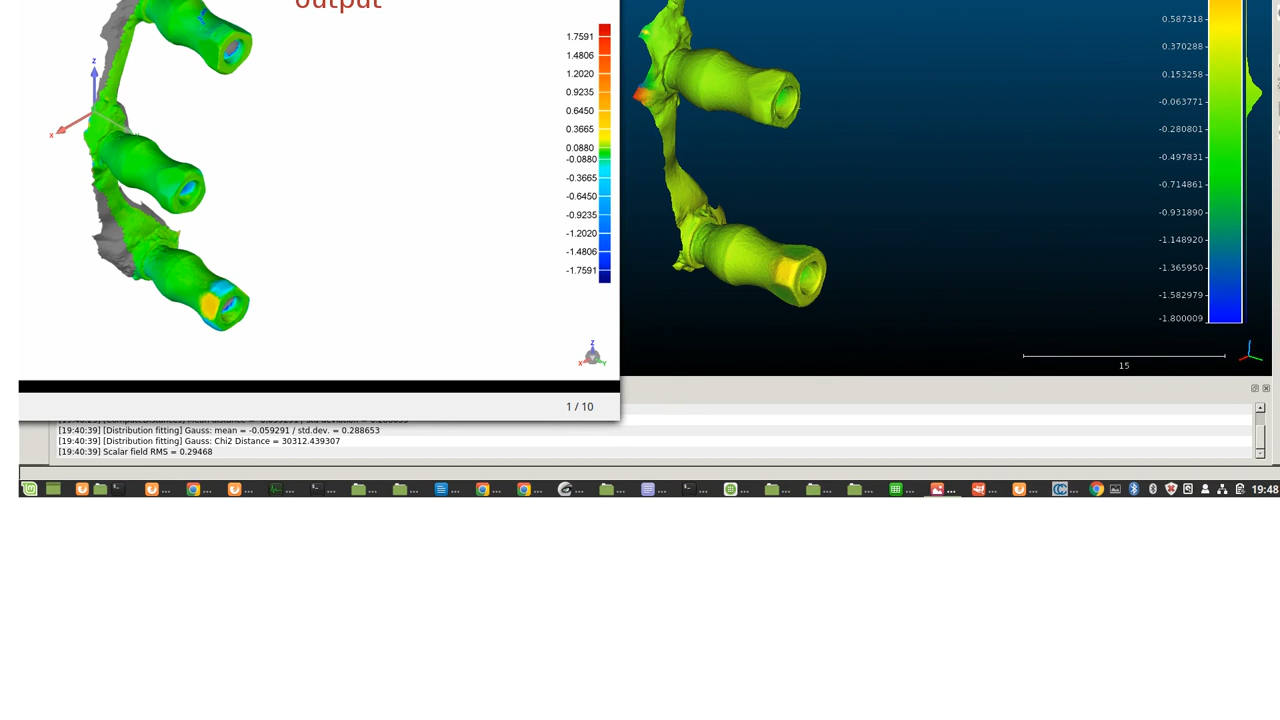 output
1.7591
1.4806
1.2020
0.9235
0.6450
0.3665
0.0880
-0.0880
-0.3665
-0.6450
-0.9235
-1.2020
-1.4806
-1.7591
z
x
Z
X
Y
1 / 10
0.587318
0.370288
0.153258
-0.063771
-0.280801
-0.497831
-0.714861
-0.931890
-1.148920
-1.365950
-1.582979
-1.800009
15
[19:40:39] [Distribution fitting] Gauss: mean = -0.059291 / std.dev. = 0.288653
[19:40:39] [Distribution fitting] Gauss: Chi2 Distance = 30312.439307
[19:40:39] Scalar field RMS = 0.29468
19:48